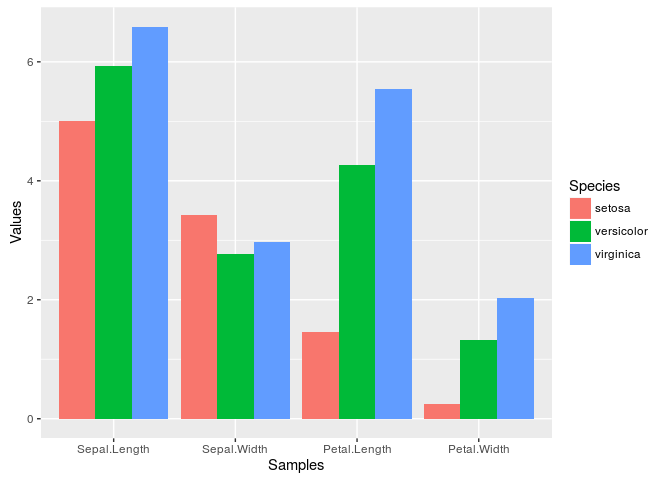 Values
6
4
2
0
Sepal.Length
Sepal.Width
Petal.Length
Petal.Width
Samples
Species
setosa
versicolor
virginica